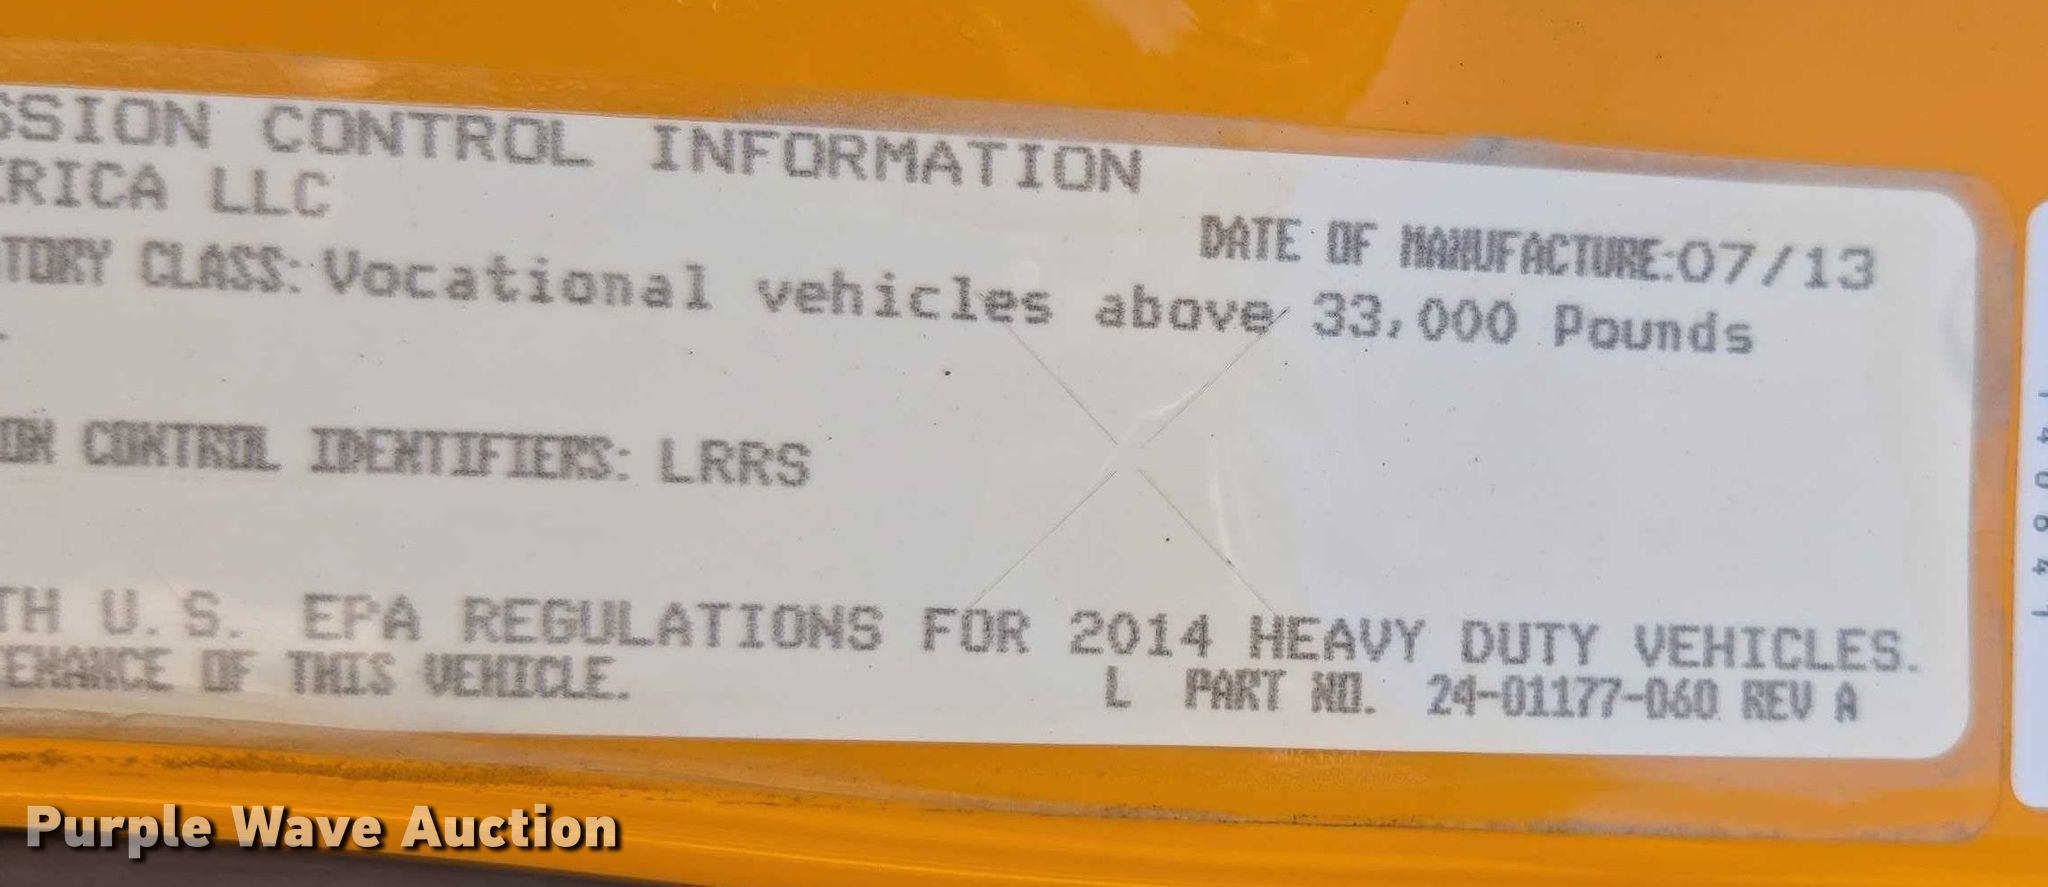 SSION CONTROL INFORMATION
ERICA LLC
DATE OF MANUFACTURE:07/13
TORY CLASS: Vocational vehicles above 33,000 Pounds
ON CONTROL IDENTIFIERS: LRRS
TH U.S. EPA REGULATIONS FOR 2014 HEAVY DUTY VEHICLES.
ENANCE OF THIS VEHICLE.
L PART NO. 24-01177-060 REV A
Purple Wave Auction